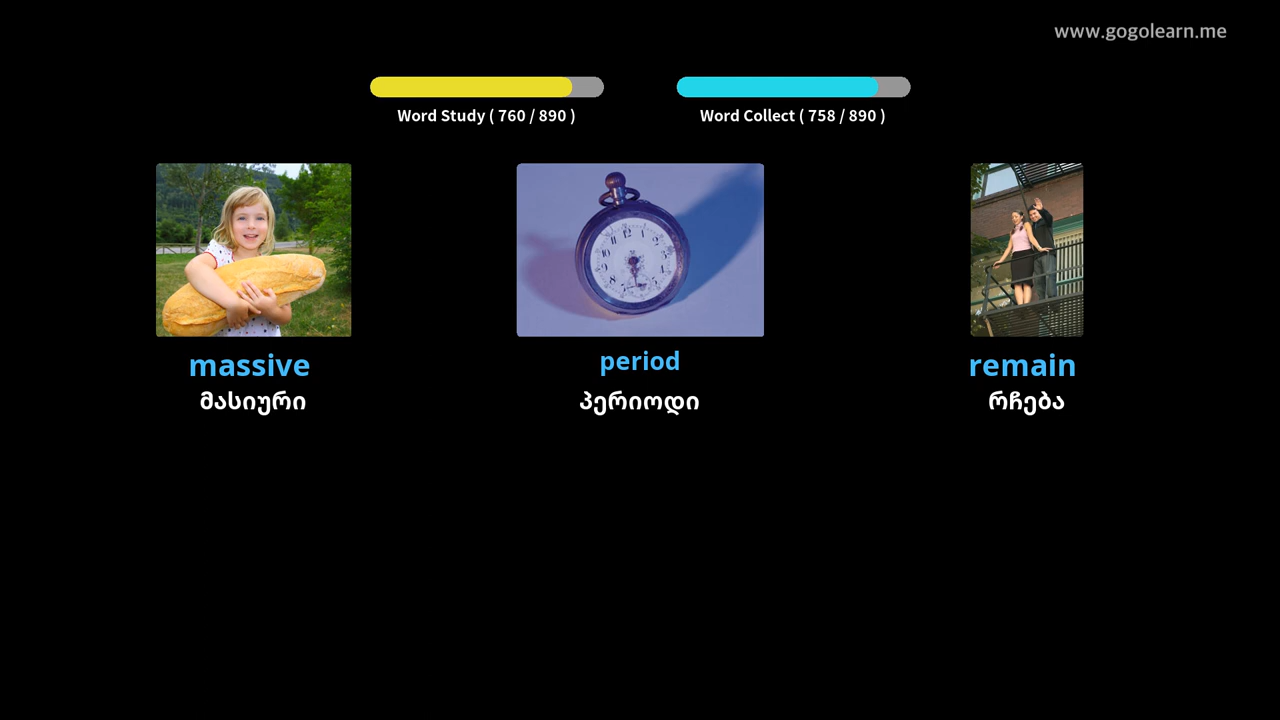 www.gogolearn.me
Word Study ( 760 / 890 )
Word Collect ( 758 / 890 )
massive
period
remain
მასიური
პერიოდი
რჩება